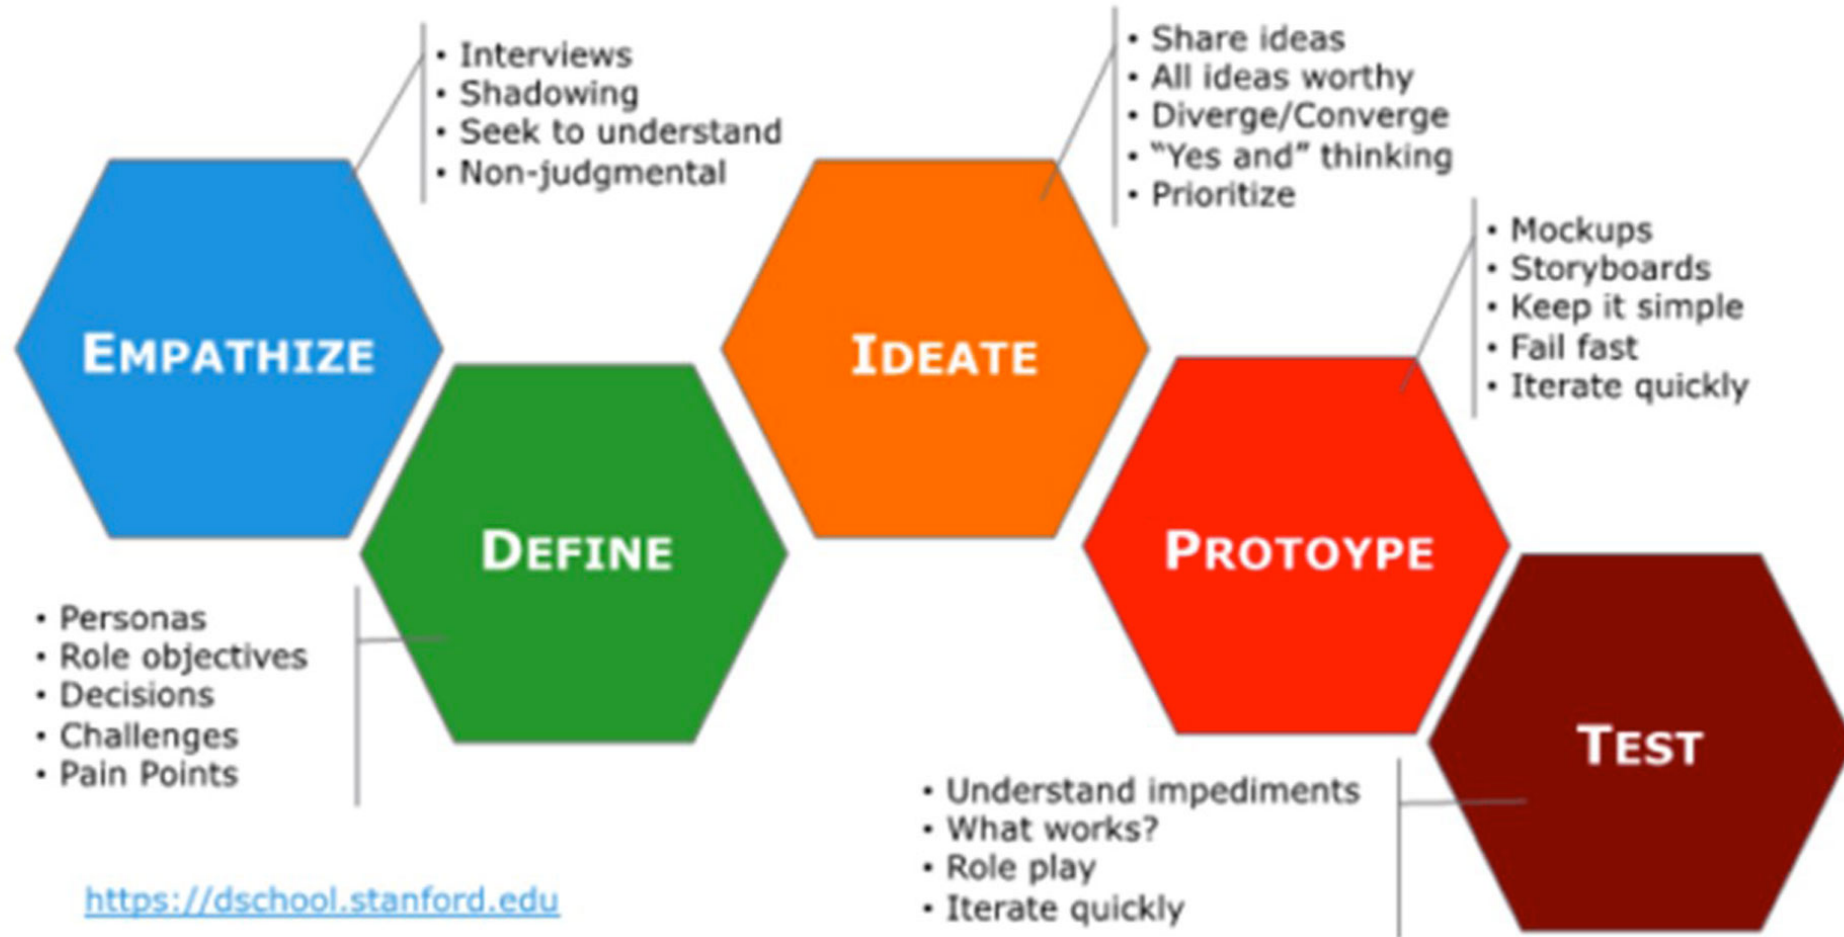 EMPATHIZE
• Interviews
• Shadowing
• Seek to understand
• Non-judgmental
DEFINE
• Personas
• Role objectives
• Decisions
• Challenges
• Pain Points
IDEATE
• Share ideas
• All ideas worthy
• Diverge/Converge
• “Yes and” thinking
• Prioritize
PROTOYPE
• Mockups
• Storyboards
• Keep it simple
• Fail fast
• Iterate quickly
TEST
• Understand impediments
• What works?
• Role play
• Iterate quickly
https://dschool.stanford.edu